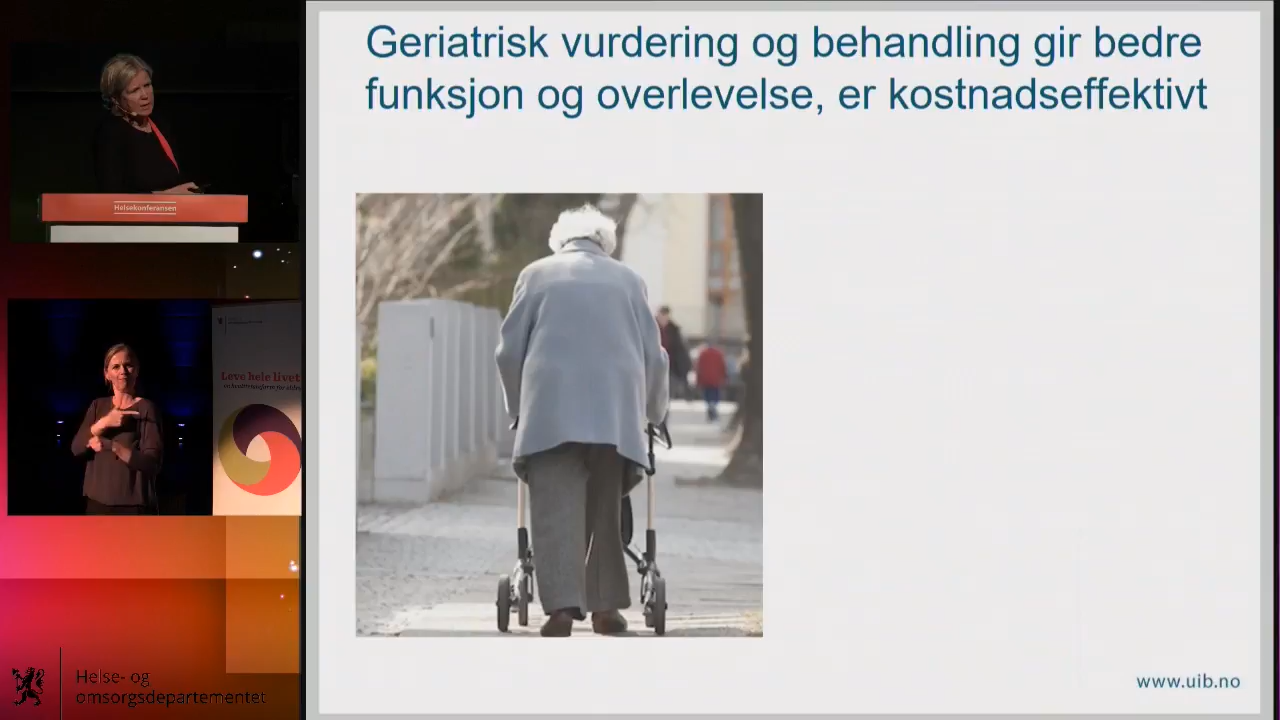 Geriatrisk vurdering og behandling gir bedre
funksjon og overlevelse, er kostnadseffektivt
Helsekonferansen
Leve hele livet
www.uib.no
Helse- og
omsorgsdepartementet